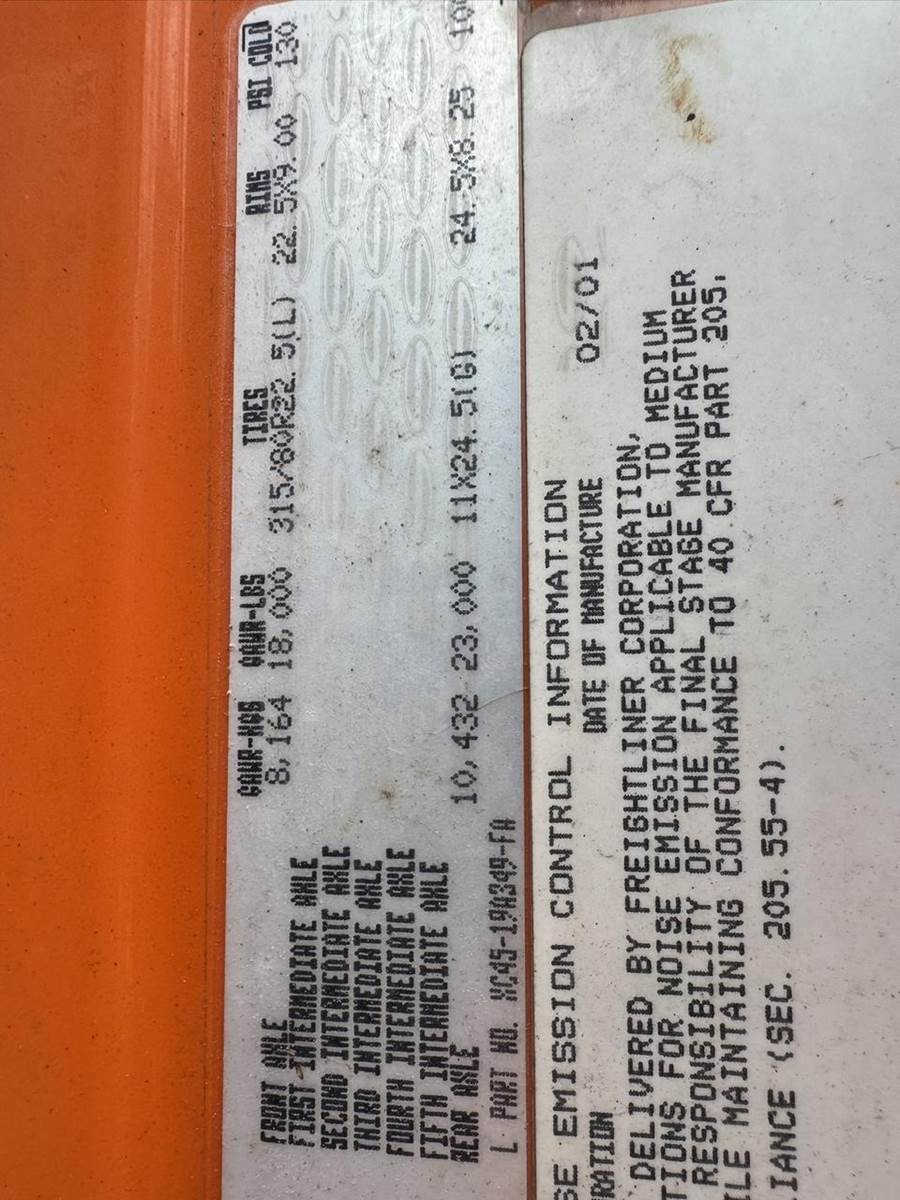 GAWR-KGS GAWR-LBS TIRES RIMS PSI COLD
FRONT AXLE 8,164 18,000 315/80R22.5(L) 22.5X9.00 130
FIRST INTERMEDIATE AXLE
SECOND INTERMEDIATE AXLE
THIRD INTERMEDIATE AXLE
FOURTH INTERMEDIATE AXLE
FIFTH INTERMEDIATE AXLE
REAR AXLE 10,432 23,000 11X24.5(G) 24.5X8.25
L PART NO. XC45-19A349-FA
EMISSION CONTROL INFORMATION
DATE OF MANUFACTURE 02/01
DELIVERED BY FREIGHTLINER CORPORATION,
TIONS FOR NOISE EMISSION APPLICABLE TO MEDIUM
RESPONSIBILITY OF THE FINAL STAGE MANUFACTURER
LE MAINTAINING CONFORMANCE TO 40 CFR PART 205,
IANCE (SEC. 205.55-4).